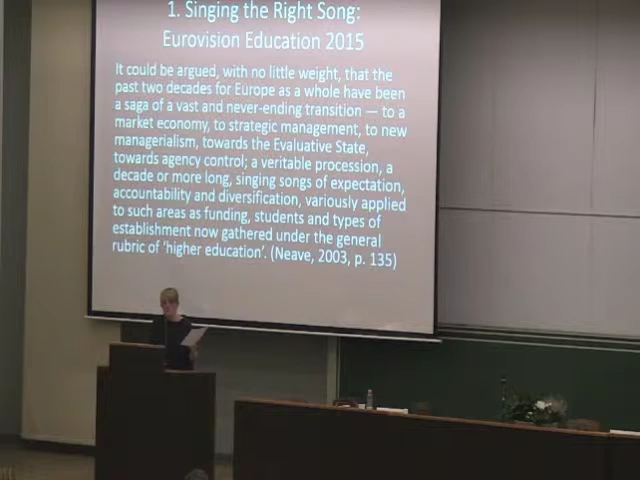 1. Singing the Right Song:
Eurovision Education 2015
It could be argued, with no little weight, that the
past two decades for Europe as a whole have been
a saga of a vast and never-ending transition — to a
market economy, to strategic management, to new
managerialism, towards the Evaluative State,
towards agency control; a veritable procession, a
decade or more long, singing songs of expectation,
accountability and diversification, variously applied
to such areas as funding, students and types of
establishment now gathered under the general
rubric of 'higher education'. (Neave, 2003, p. 135)